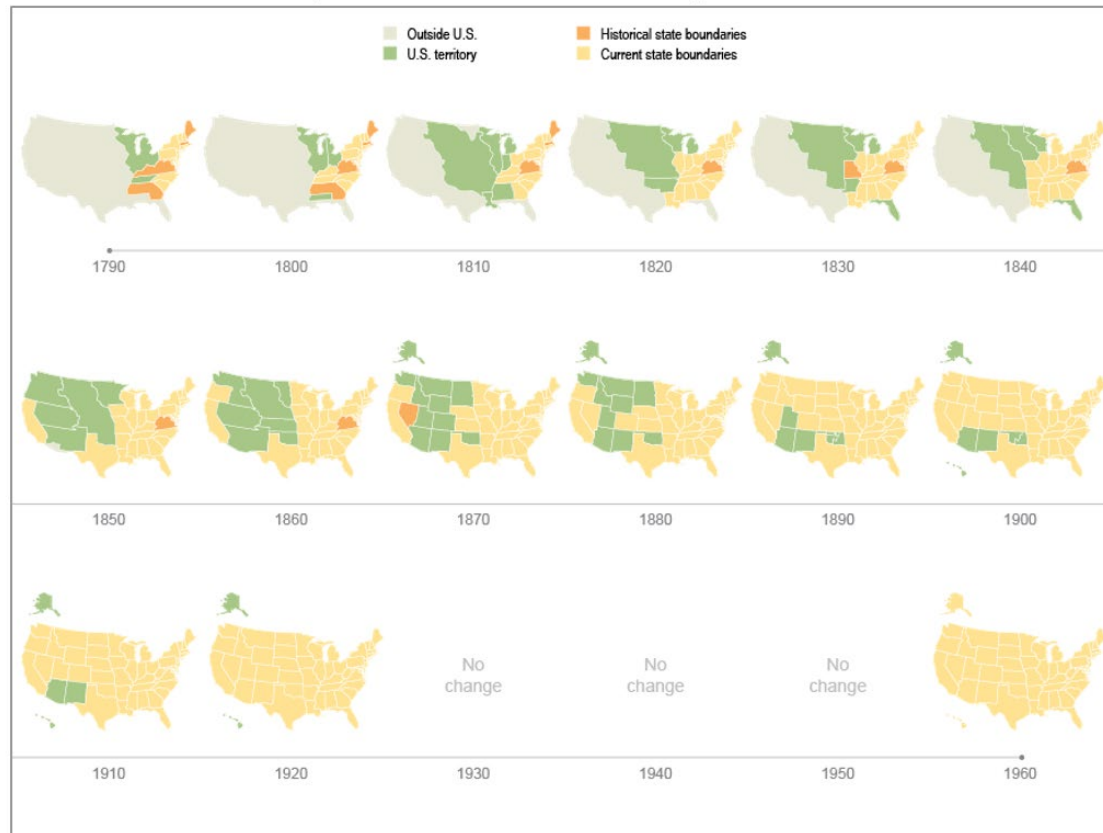 Outside U.S.
Historical state boundaries
U.S. territory
Current state boundaries
1790
1800
1810
1820
1830
1840
1850
1860
1870
1880
1890
1900
No
change
No
change
No
change
1910
1920
1930
1940
1950
1960